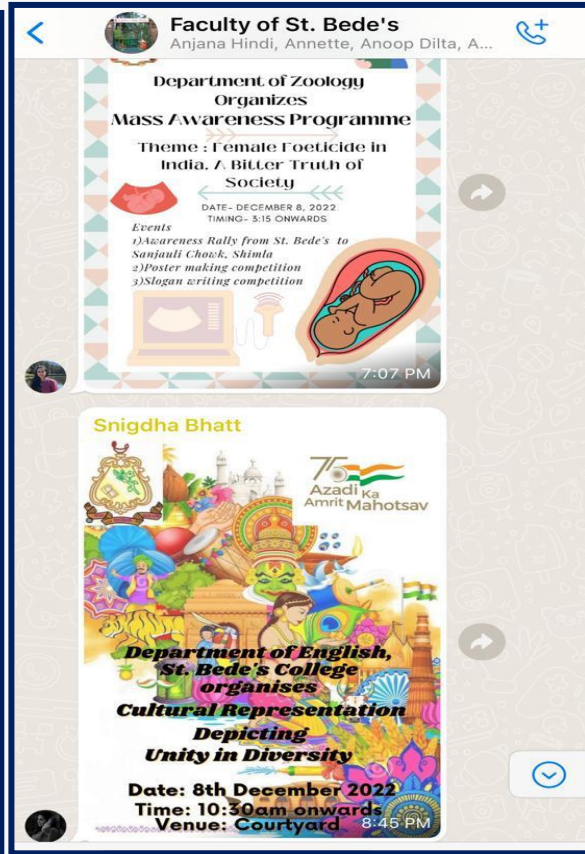 Faculty of St. Bede's
Anjana Hindi, Annette, Anoop Dilta, A...
Department of Zoology
Organizes
Mass Awareness Programme
Theme : Female Foeticide in
India. A Bitter Truth of
Society
DATE- DECEMBER 8, 2022
TIMING- 3:15 ONWARDS
Events
1)Awareness Rally from St. Bede's to
Sanjauli Chowk, Shimla
2)Poster making competition
3)Slogan writing competition
7:07 PM
Snigdha Bhatt
75
Azadi Ka
Amrit Mahotsav
Department of English,
St. Bede's College
organises
Cultural Representation
Depicting
Unity in Diversity
Date: 8th December 2022
Time: 10:30am onwards
Venue: Courtyard
8:45 PM